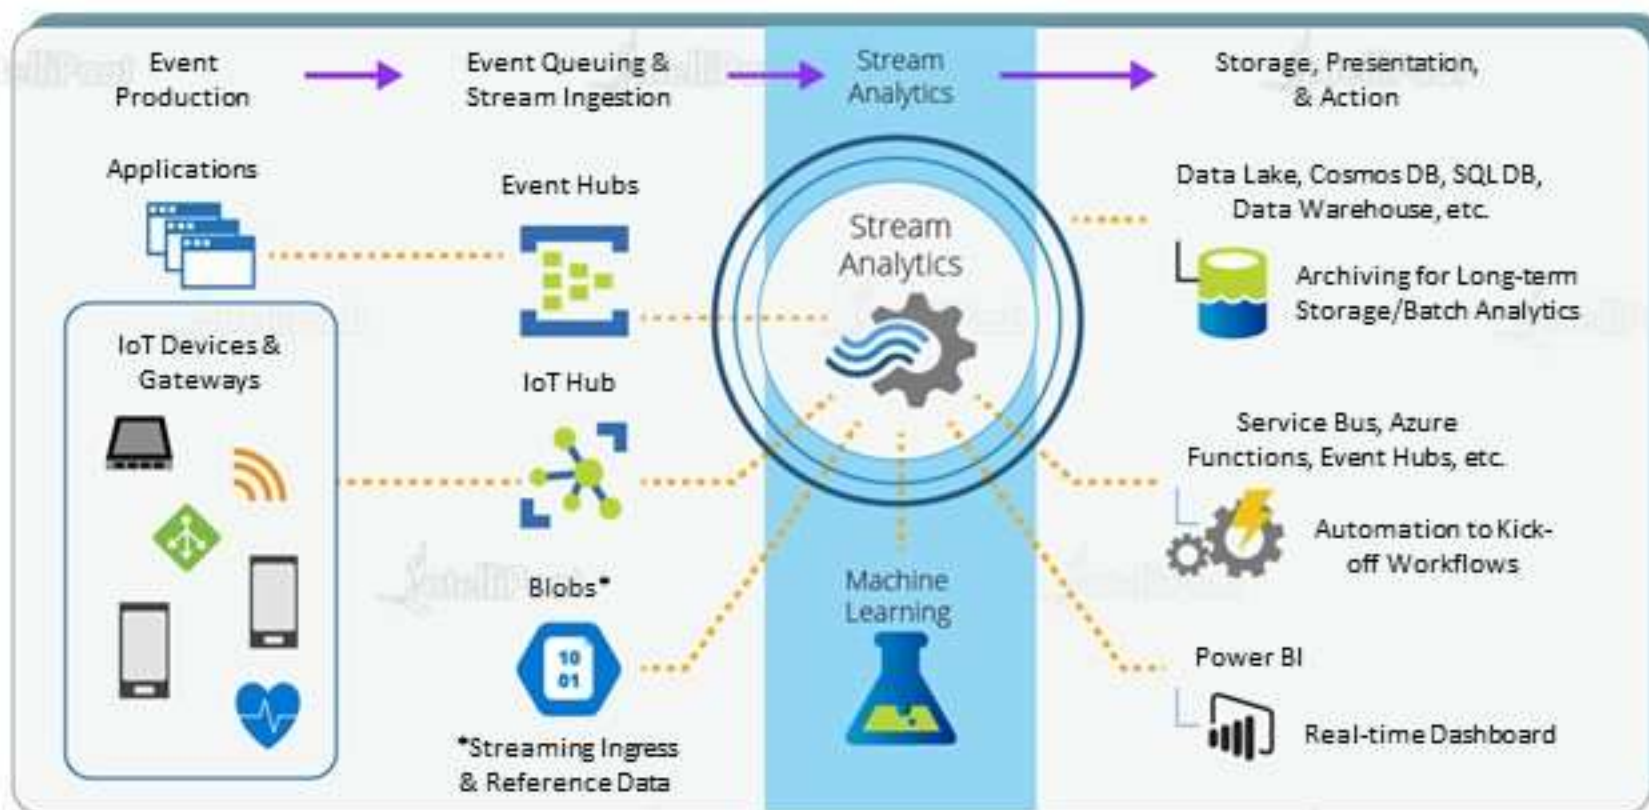 Event
Production
Event Queuing &
Stream Ingestion
Stream
Analytics
Storage, Presentation,
& Action
Applications
IoT Devices &
Gateways
Event Hubs
IoT Hub
Blobs*
10
01
*Streaming Ingress
& Reference Data
Stream
Analytics
Machine
Learning
Data Lake, Cosmos DB, SQL DB,
Data Warehouse, etc.
Archiving for Long-term
Storage/Batch Analytics
Service Bus, Azure
Functions, Event Hubs, etc.
Automation to Kick-
off Workflows
Power BI
Real-time Dashboard